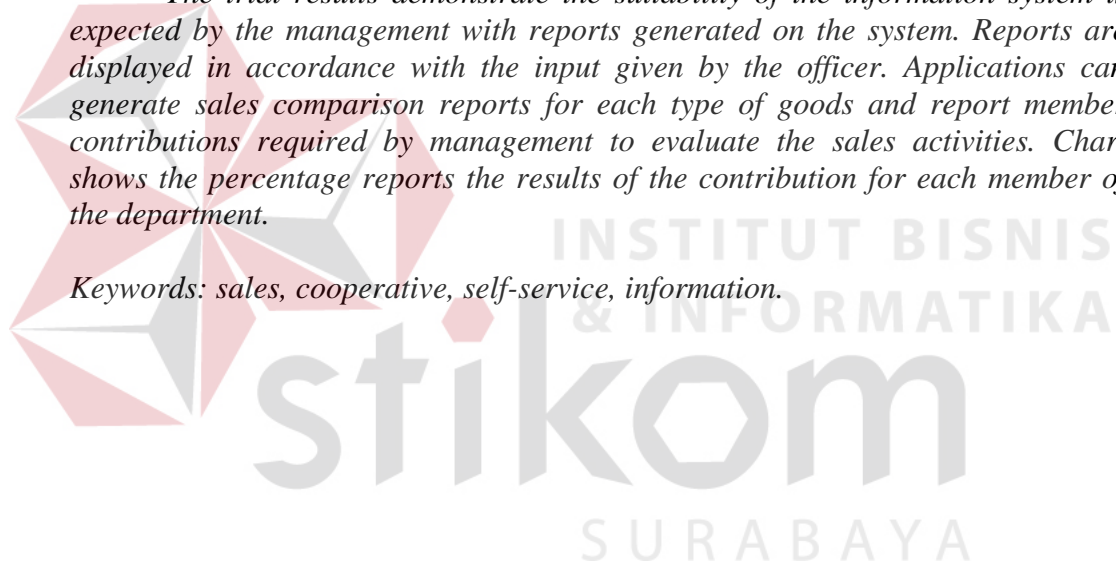 The trial results demonstrate the suitability of the information system
expected by the management with reports generated on the system. Reports are
displayed in accordance with the input given by the officer. Applications can
generate sales comparison reports for each type of goods and report member
contributions required by management to evaluate the sales activities. Char
shows the percentage reports the results of the contribution for each member of
the department.
Keywords: sales, cooperative, self-service, information.
INSTITUT BISNIS
& INFORMATIKA
stikom
SURABAYA